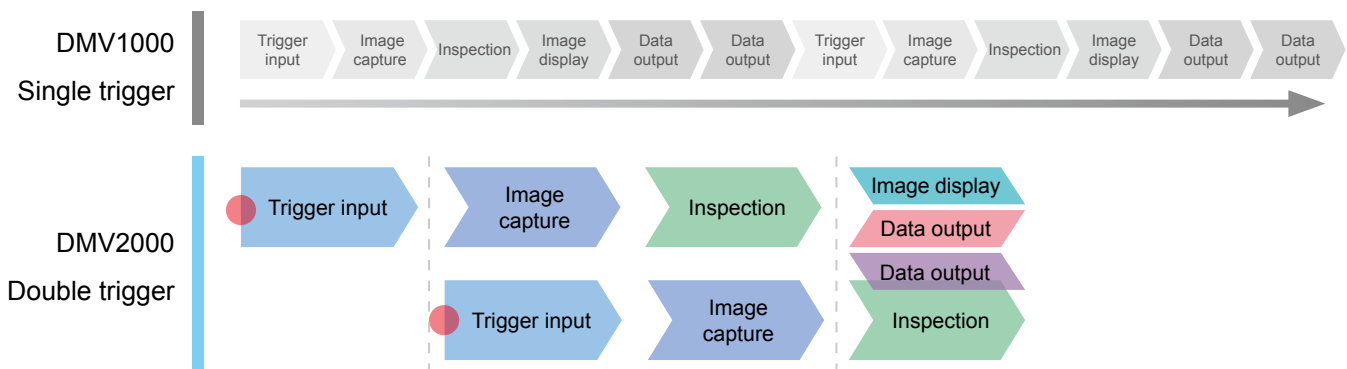 DMV1000
Single trigger
Trigger
input
Image
capture
Inspection
Image
display
Data
output
Data
output
Trigger
input
Image
capture
Inspection
Image
display
Data
output
Data
output
DMV2000
Double trigger
Trigger input
Image
capture
Inspection
Image display
Data output
Data output
Trigger input
Image
capture
Inspection